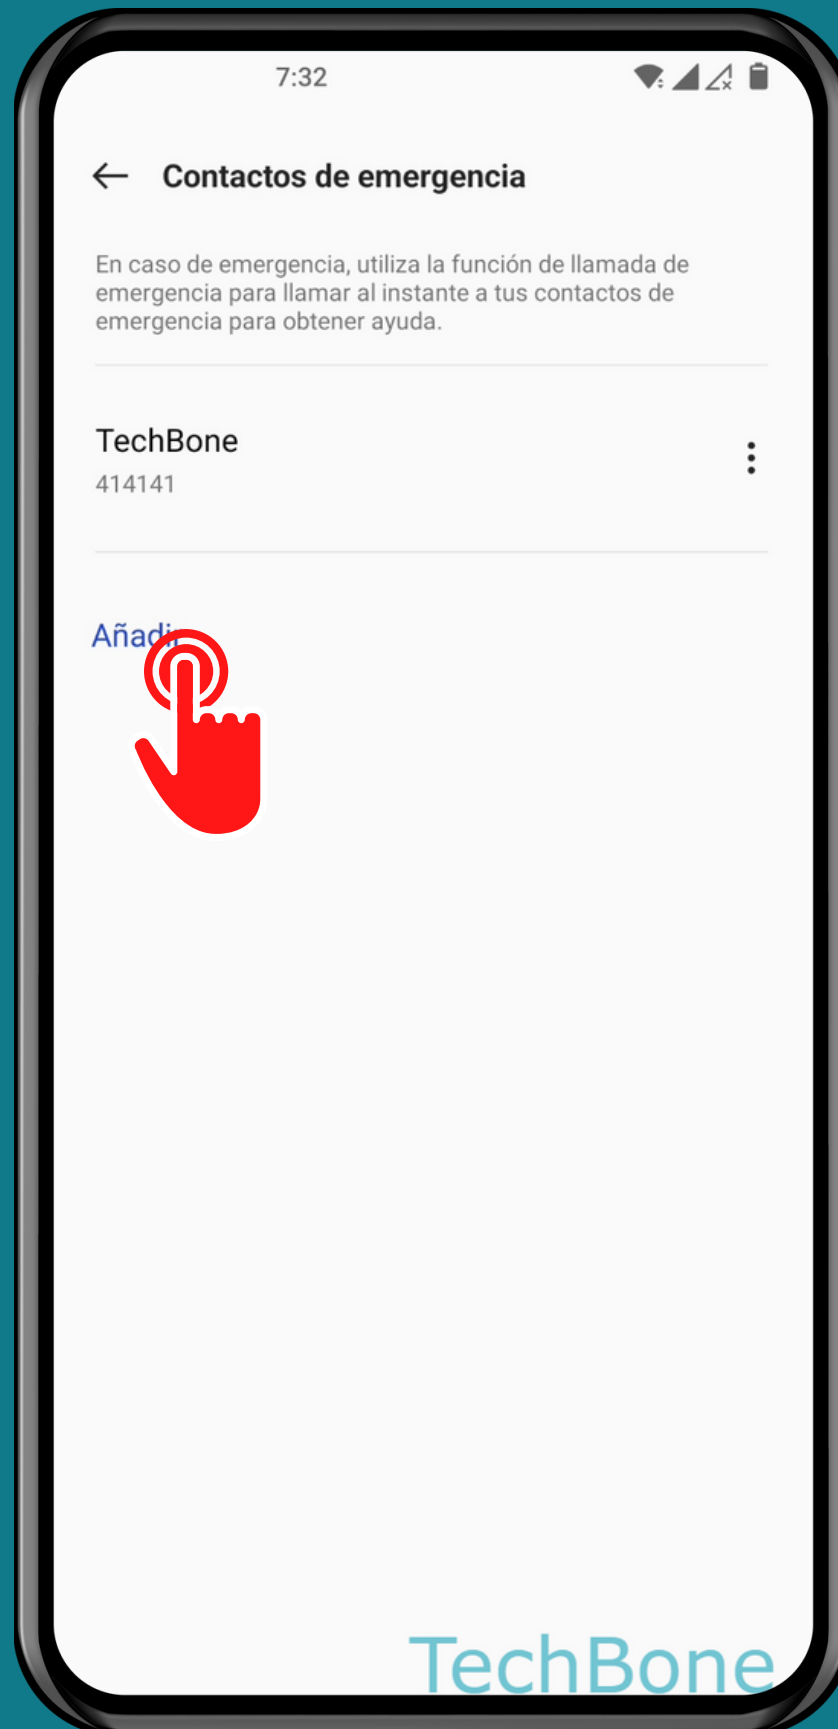 7:32
Contactos de emergencia
En caso de emergencia, utiliza la función de llamada de
emergencia para llamar al instante a tus contactos de
emergencia para obtener ayuda.
TechBone
414141
Añadir
TechBone